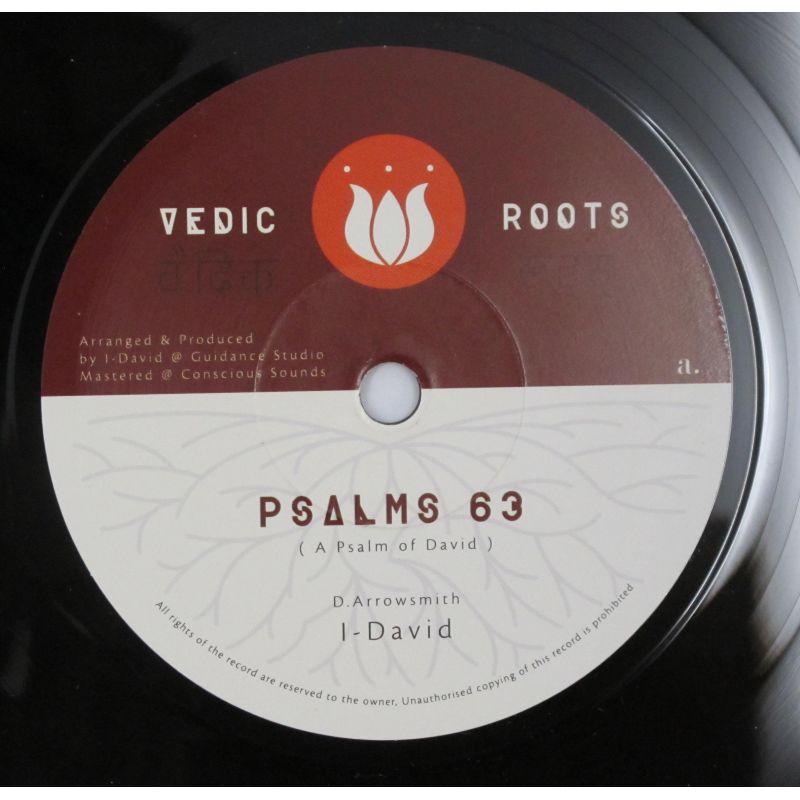 VEDIC ROOTS
वैदिक
Arranged & Produced
by I-David @ Guidance Studio
Mastered @ Conscious Sounds
a.
PSALMS 63
( A Psalm of David )
D.Arrowsmith
I-David
All rights of the record are reserved to the owner, Unauthorised copying of this record is prohibited